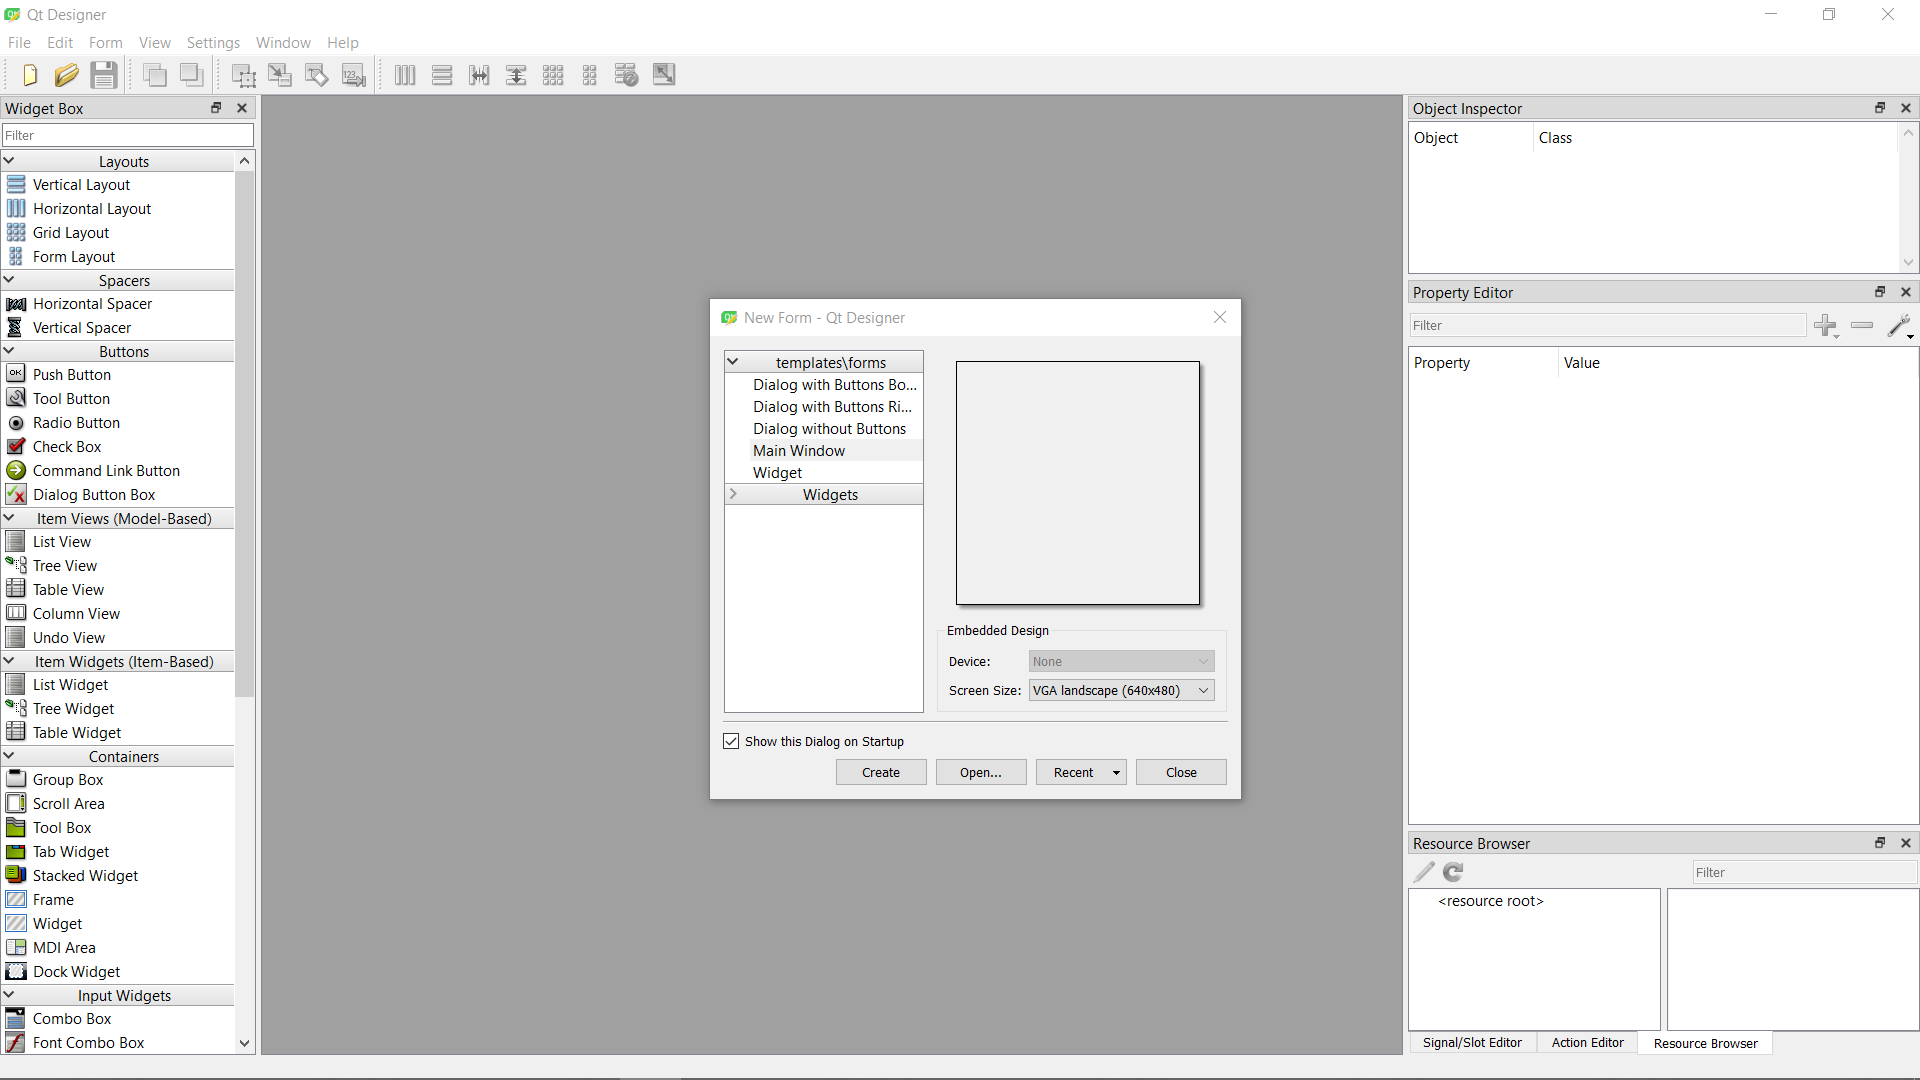 Qt Designer
File Edit Form View Settings Window Help
Widget Box
Filter
Layouts
Vertical Layout
Horizontal Layout
Grid Layout
Form Layout
Spacers
Horizontal Spacer
Vertical Spacer
Buttons
Push Button
Tool Button
Radio Button
Check Box
Command Link Button
Dialog Button Box
Item Views (Model-Based)
List View
Tree View
Table View
Column View
Undo View
Item Widgets (Item-Based)
List Widget
Tree Widget
Table Widget
Containers
Group Box
Scroll Area
Tool Box
Tab Widget
Stacked Widget
Frame
Widget
MDI Area
Dock Widget
Input Widgets
Combo Box
Font Combo Box
New Form - Qt Designer
templates\forms
Dialog with Buttons Bo...
Dialog with Buttons Ri...
Dialog without Buttons
Main Window
Widget
Widgets
Embedded Design
Device: None
Screen Size: VGA landscape (640x480)
Show this Dialog on Startup
Create Open... Recent Close
Object Inspector
Object Class
Property Editor
Filter
Property Value
Resource Browser
Filter
<resource root>
Signal/Slot Editor Action Editor Resource Browser